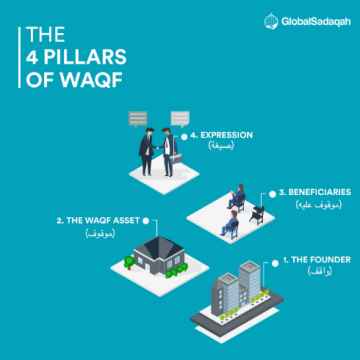 THE
4 PILLARS
OF WAQF
GlobalSadaqah
4. EXPRESSION
(صيغة)
3. BENEFICIARIES
(موقوف عليه)
2. THE WAQF ASSET
(موقوف)
1. THE FOUNDER
(واقف)